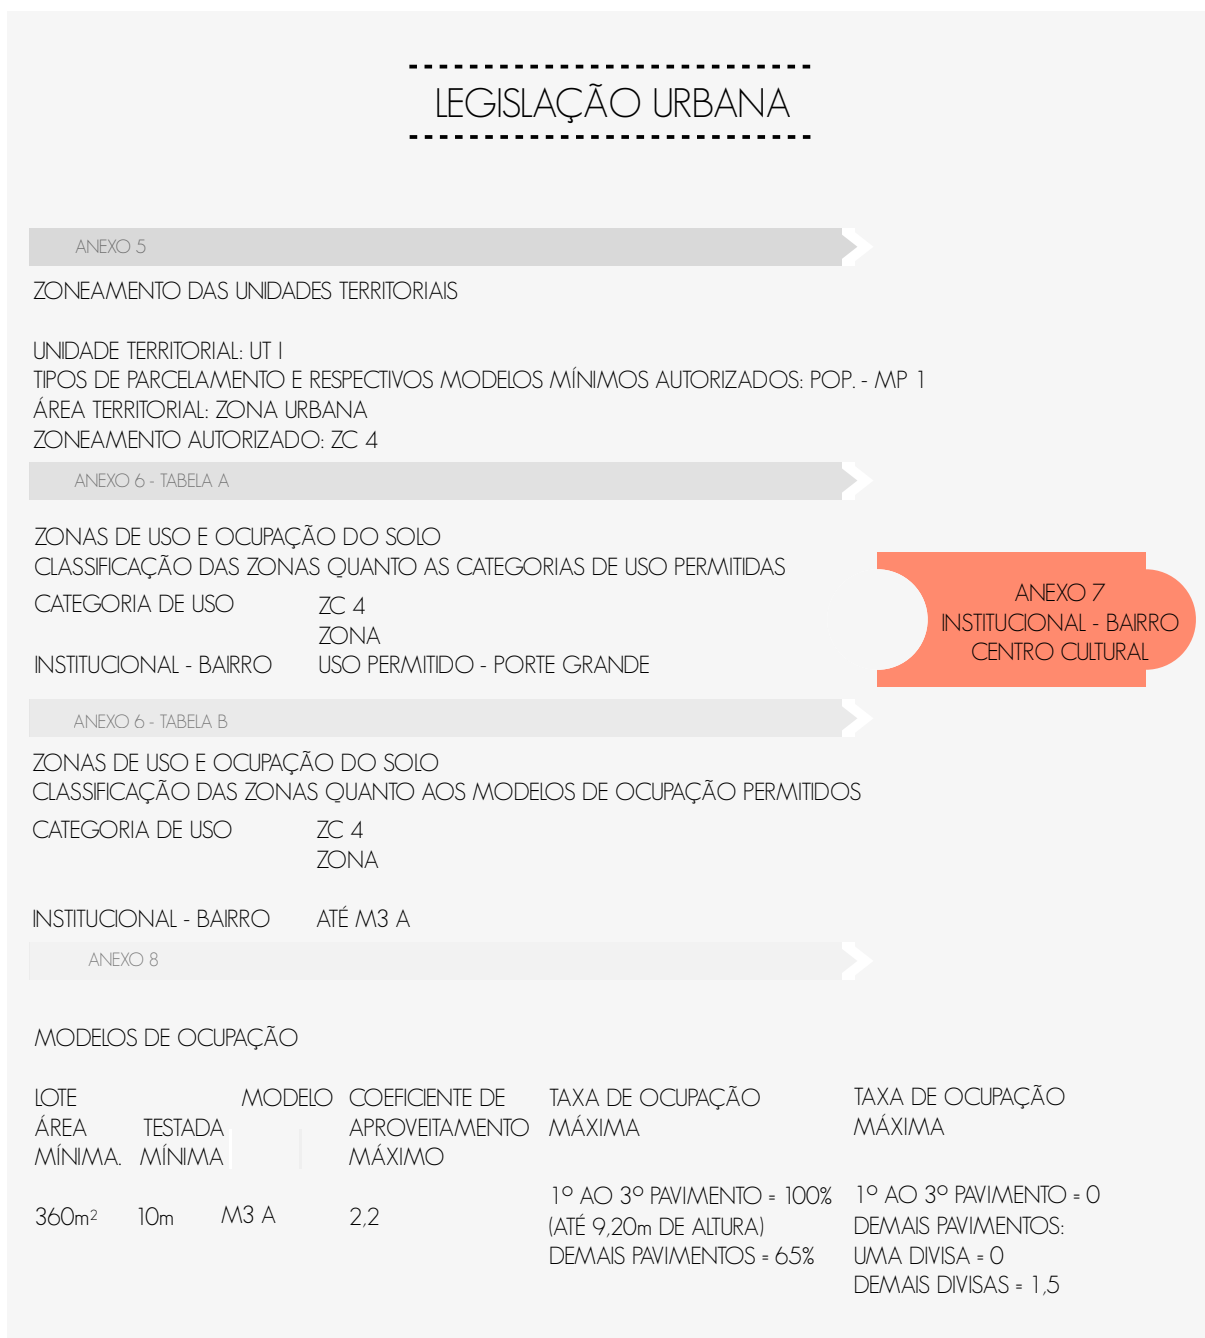 LEGISLAÇÃO URBANA
ANEXO 5
ZONEAMENTO DAS UNIDADES TERRITORIAIS
UNIDADE TERRITORIAL: UT I
TIPOS DE PARCELAMENTO E RESPECTIVOS MODELOS MÍNIMOS AUTORIZADOS: POP. - MP 1
ÁREA TERRITORIAL: ZONA URBANA
ZONEAMENTO AUTORIZADO: ZC 4
ANEXO 6 - TABELA A
ZONAS DE USO E OCUPAÇÃO DO SOLO
CLASSIFICAÇÃO DAS ZONAS QUANTO AS CATEGORIAS DE USO PERMITIDAS
CATEGORIA DE USO ZC 4
ZONA
INSTITUCIONAL - BAIRRO USO PERMITIDO - PORTE GRANDE
ANEXO 7
INSTITUCIONAL - BAIRRO
CENTRO CULTURAL
ANEXO 6 - TABELA B
ZONAS DE USO E OCUPAÇÃO DO SOLO
CLASSIFICAÇÃO DAS ZONAS QUANTO AOS MODELOS DE OCUPAÇÃO PERMITIDOS
CATEGORIA DE USO ZC 4
ZONA
INSTITUCIONAL - BAIRRO ATÉ M3 A
ANEXO 8
MODELOS DE OCUPAÇÃO
LOTE MODELO COEFICIENTE DE TAXA DE OCUPAÇÃO TAXA DE OCUPAÇÃO
ÁREA TESTADA APROVEITAMENTO MÁXIMA MÁXIMA
MÍNIMA. MÍNIMA MÁXIMO
1º AO 3º PAVIMENTO = 100% 1º AO 3º PAVIMENTO = 0
360m² 10m M3 A 2,2 (ATÉ 9,20m DE ALTURA) DEMAIS PAVIMENTOS:
DEMAIS PAVIMENTOS = 65% UMA DIVISA = 0
DEMAIS DIVISAS = 1,5